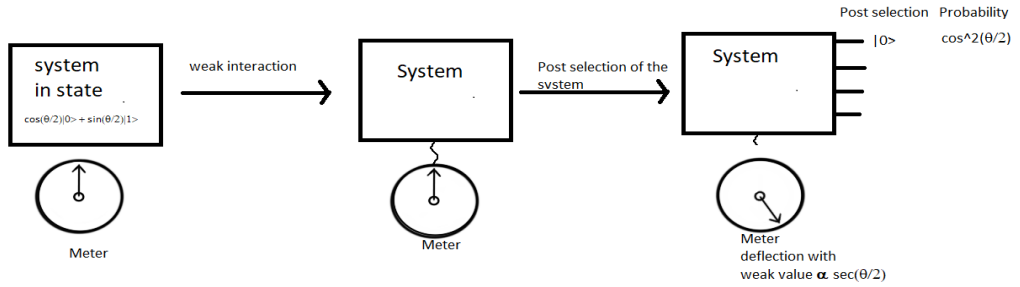 Post selection Probability
|0> cos^2(θ/2)
system
in state
cos(θ/2)|0> + sin(θ/2)|1>
weak interaction
System
Post selection of the
system
System
Meter
Meter
Meter
deflection with
weak value α sec(θ/2)